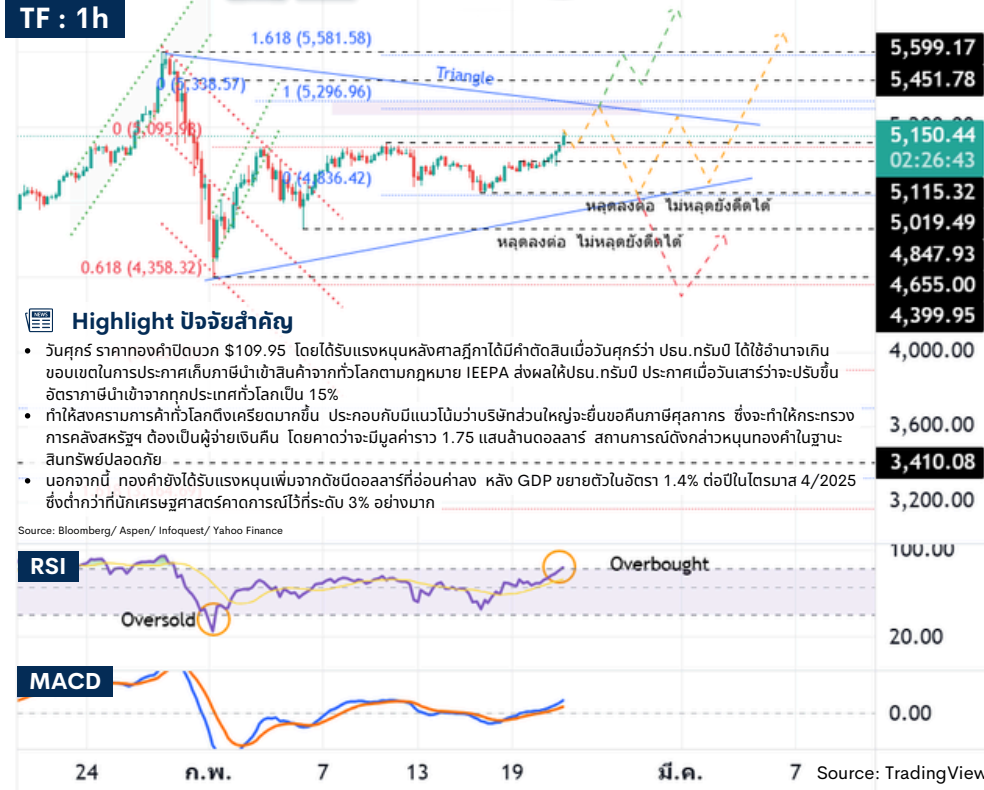 TF : 1h
1.618 (5,581.58)
5,599.17
Triangle
0 (5,338.57)
5,451.78
1 (5,296.96)
0 (5,095.98)
5,150.44
02:26:43
0 (4,836.42)
5,115.32
หลุดลงต่อ ไม่หลุดยังดีดได้
5,019.49
หลุดลงต่อ ไม่หลุดยังดีดได้
4,847.93
0.618 (4,358.32)
4,655.00
4,399.95
Highlight ปัจจัยสำคัญ
4,000.00
• วันศุกร์ ราคาทองคำปิดบวก $109.95 โดยได้รับแรงหนุนหลังศาลฎีกาได้มีคำตัดสินเมื่อวันศุกร์ว่า ปธน.ทรัมป์ ได้ใช้อำนาจเกิน
ขอบเขตในการประกาศเก็บภาษีนำเข้าสินค้าจากทั่วโลกตามกฎหมาย IEEPA ส่งผลให้ปธน.ทรัมป์ ประกาศเมื่อวันเสาร์ว่าจะปรับขึ้น
อัตราภาษีนำเข้าจากทุกประเทศทั่วโลกเป็น 15%
• ทำให้สงครามการค้าทั่วโลกตึงเครียดมากขึ้น ประกอบกับมีแนวโน้มว่าบริษัทส่วนใหญ่จะยื่นขอคืนภาษีศุลกากร ซึ่งจะทำให้กระทรวง
การคลังสหรัฐฯ ต้องเป็นผู้จ่ายเงินคืน โดยคาดว่าจะมีมูลค่าราว 1.75 แสนล้านดอลลาร์ สถานการณ์ดังกล่าวหนุนทองคำในฐานะ
สินทรัพย์ปลอดภัย
3,600.00
3,410.08
• นอกจากนี้ ทองคำยังได้รับแรงหนุนเพิ่มจากดัชนีดอลลาร์ที่อ่อนค่าลง หลัง GDP ขยายตัวในอัตรา 1.4% ต่อปีในไตรมาส 4/2025
ซึ่งต่ำกว่าที่นักเศรษฐศาสตร์คาดการณ์ไว้ที่ระดับ 3% อย่างมาก
3,200.00
Source: Bloomberg/ Aspen/ Infoquest/ Yahoo Finance
100.00
RSI
Overbought
Oversold
20.00
MACD
0.00
24 ก.พ. 7 13 19 มี.ค. 7
Source: TradingView